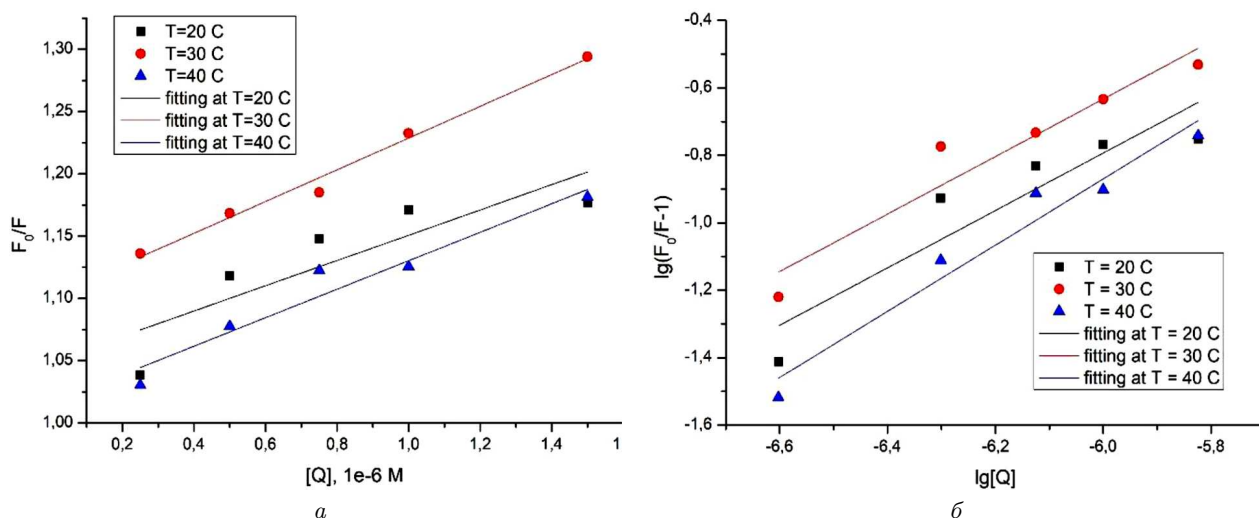 T=20 C
T=30 C
T=40 C
fitting at T=20 C
fitting at T=30 C
fitting at T=40 C
F₀/F
1,30
1,25
1,20
1,15
1,10
1,05
1,00
0,2 0,4 0,6 0,8 1,0 1,2 1,4 1
[Q], 1e-6 M
а
-0,4
-0,6
-0,8
-1,0
-1,2
-1,4
-1,6
lg(F₀/F-1)
T = 20 C
T = 30 C
T = 40 C
fitting at T = 20 C
fitting at T = 30 C
fitting at T = 40 C
-6,6 -6,4 -6,2 -6,0 -5,8
lg[Q]
б